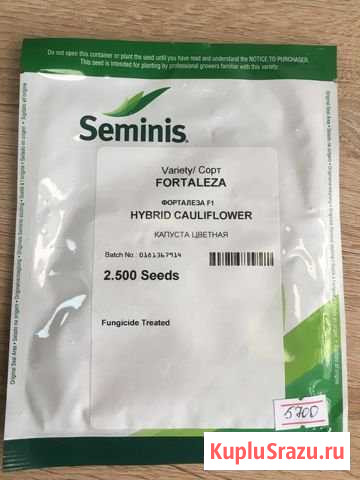 Do not open this container or plant the seed until you have read and understand the NOTICE TO PURCHASER.
This seed is intended for planting by professional growers familiar with this variety.
Seminis
Variety/ Сорт
FORTALEZA
ФОРТАЛЕЗА F1
HYBRID CAULIFLOWER
КАПУСТА ЦВЕТНАЯ
Batch No: 0101367914
2.500 Seeds
Fungicide Treated
5700
KupluSrazu.ru